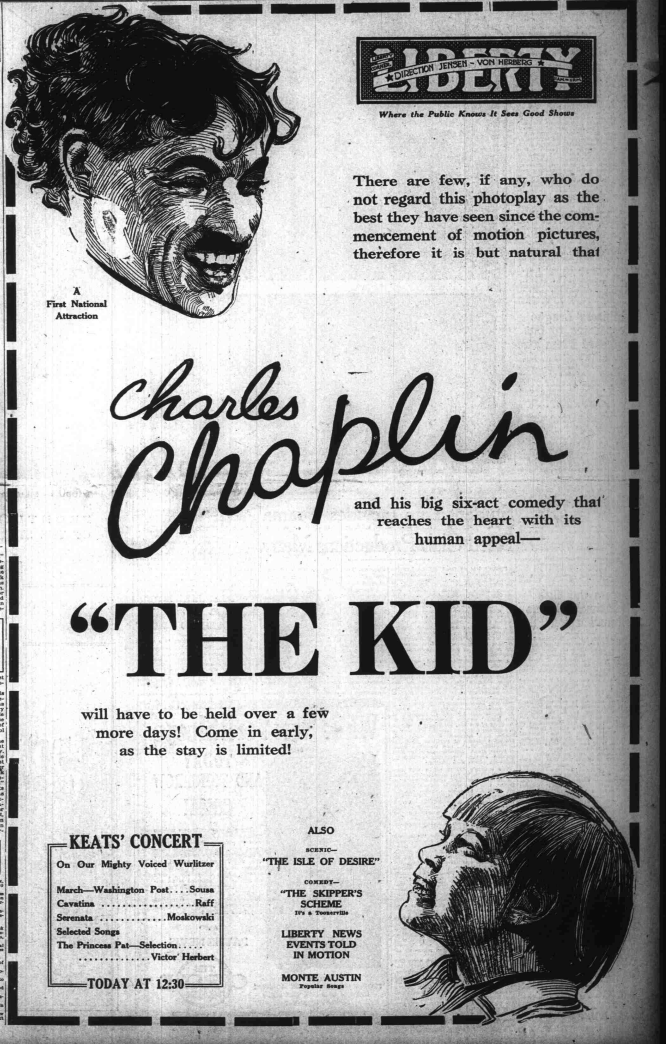 LIBERTY
DIRECTION JENSEN - VON HERBERG
Where the Public Knows It Sees Good Shows
There are few, if any, who do
not regard this photoplay as the
best they have seen since the com-
mencement of motion pictures,
therefore it is but natural that
A
First National
Attraction
Charles
Chaplin
and his big six-act comedy that
reaches the heart with its
human appeal—
"THE KID"
will have to be held over a few
more days! Come in early,
as the stay is limited!
KEATS' CONCERT
On Our Mighty Voiced Wurlitzer
March—Washington Post....Sousa
Cavatina ......................Raff
Serenata ...............Moskowski
Selected Songs
The Princess Pat—Selection.....
..............Victor Herbert
TODAY AT 12:30
ALSO
SCENIC—
"THE ISLE OF DESIRE"
COMEDY—
"THE SKIPPER'S
SCHEME
It's a Toonerville
LIBERTY NEWS
EVENTS TOLD
IN MOTION
MONTE AUSTIN
Popular Songs